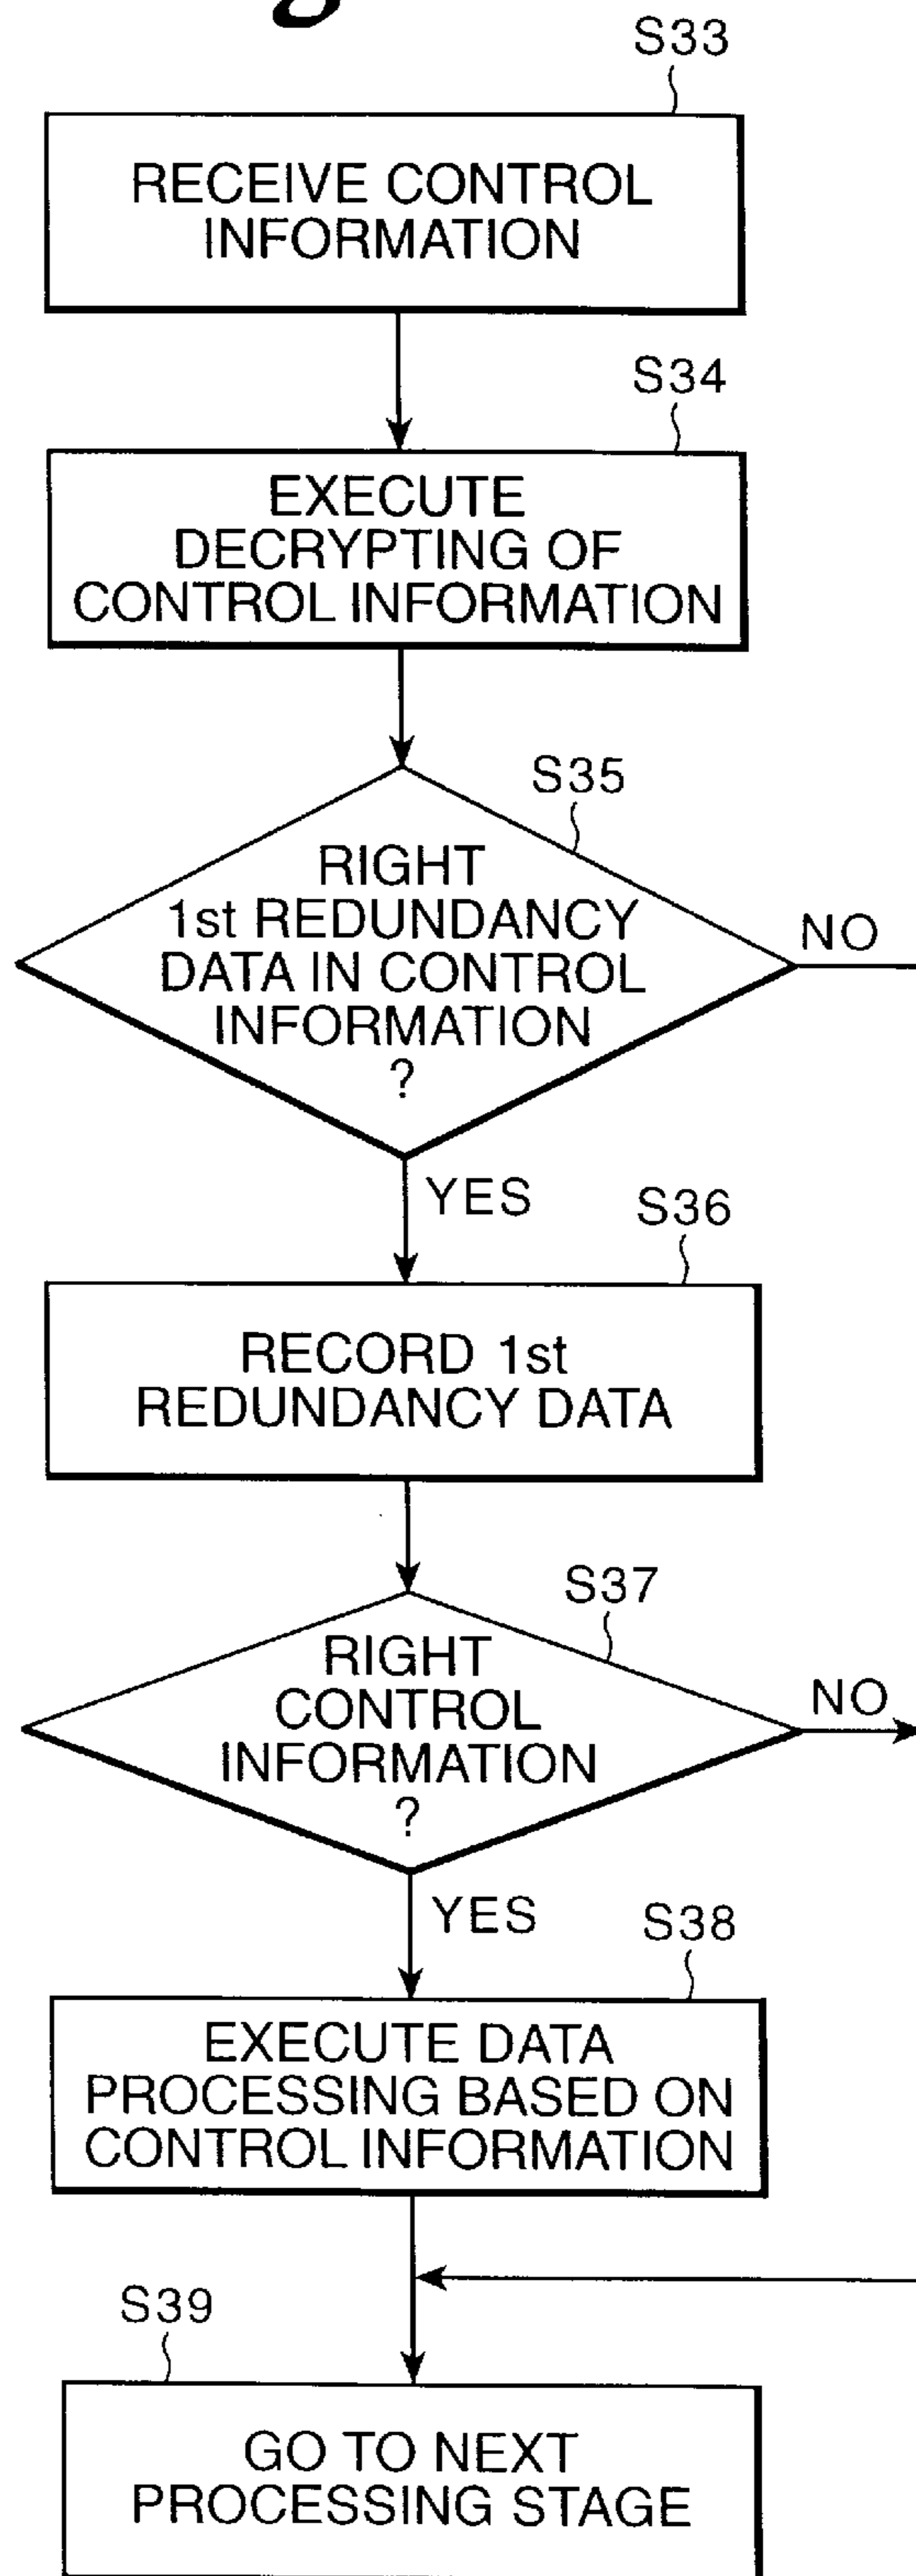 S33
RECEIVE CONTROL
INFORMATION
S34
EXECUTE
DECRYPTING OF
CONTROL INFORMATION
S35
RIGHT
1st REDUNDANCY
DATA IN CONTROL
INFORMATION
?
NO
YES
S36
RECORD 1st
REDUNDANCY DATA
S37
RIGHT
CONTROL
INFORMATION
?
NO
YES
S38
EXECUTE DATA
PROCESSING BASED ON
CONTROL INFORMATION
S39
GO TO NEXT
PROCESSING STAGE